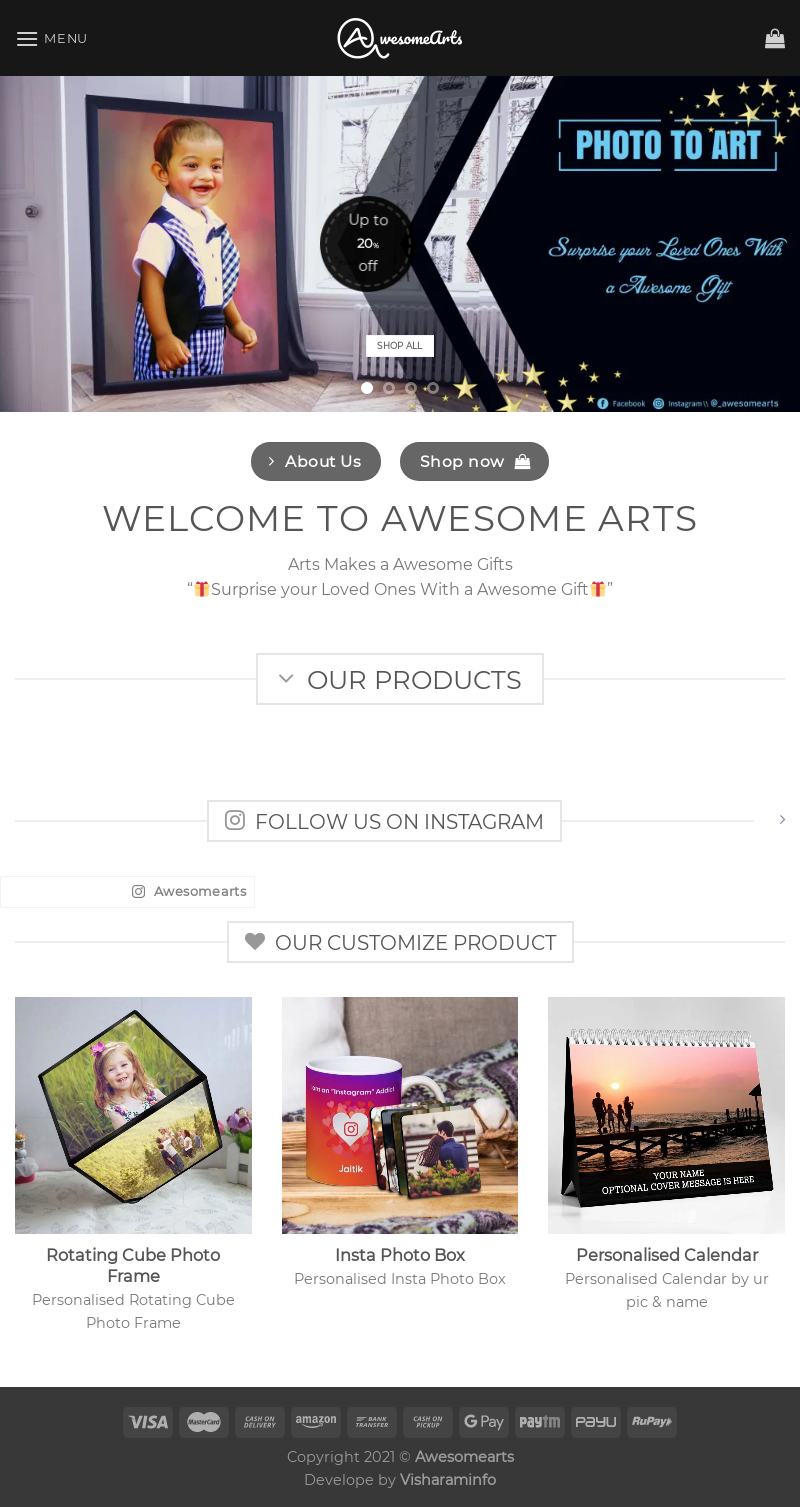 MENU
AwesomeArts
PHOTO TO ART
Up to
20%
off
Surprise your Loved Ones With
a Awesome Gift
SHOP ALL
Facebook
Instagram \\ @_awesomearts
About Us
Shop now
WELCOME TO AWESOME ARTS
Arts Makes a Awesome Gifts
“🎁Surprise your Loved Ones With a Awesome Gift🎁”
OUR PRODUCTS
FOLLOW US ON INSTAGRAM
Awesomearts
OUR CUSTOMIZE PRODUCT
I am an "Instagram" Addict
Jaitik
YOUR NAME
OPTIONAL COVER MESSAGE IS HERE
Rotating Cube Photo
Frame
Personalised Rotating Cube
Photo Frame
Insta Photo Box
Personalised Insta Photo Box
Personalised Calendar
Personalised Calendar by ur
pic & name
VISA
MasterCard
CASH ON
DELIVERY
amazon
BANK
TRANSFER
CASH ON
PICKUP
G Pay
paytm
PAYU
RuPay
Copyright 2021 © Awesomearts
Develope by Visharaminfo